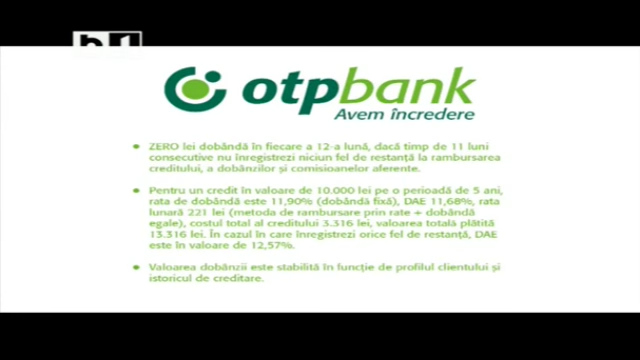 b1
otpbank
Avem încredere
ZERO lei dobândă în fiecare a 12-a lună, dacă timp de 11 luni
consecutive nu înregistrezi niciun fel de restanță la rambursarea
creditului, a dobânzilor și comisioanelor aferente.
Pentru un credit în valoare de 10.000 lei pe o perioadă de 5 ani,
rata de dobândă este 11,90% (dobândă fixă), DAE 11,68%, rata
lunară 221 lei (metoda de rambursare prin rate + dobândă
egale), costul total al creditului 3.316 lei, valoarea totală plătită
13.316 lei. În cazul în care înregistrezi orice fel de restanță, DAE
este în valoare de 12,57%.
Valoarea dobânzii este stabilită în funcție de profilul clientului și
istoricul de creditare.